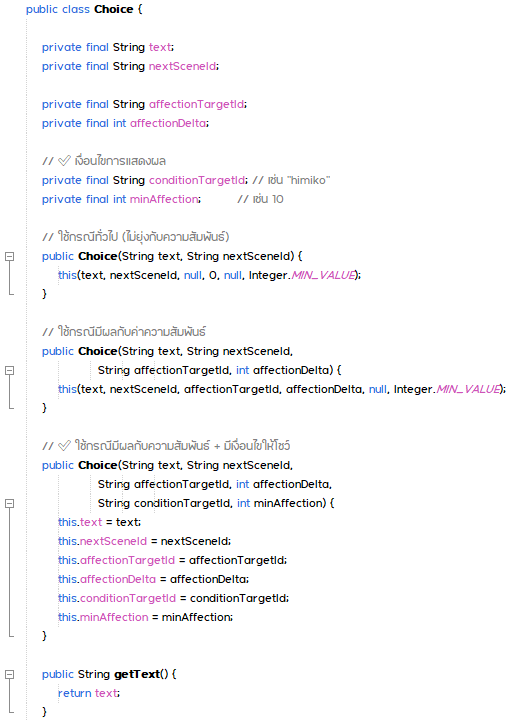 public class Choice {
private final String text;
private final String nextSceneId;
private final String affectionTargetId;
private final int affectionDelta;
// ✅ เงื่อนไขการแสดงผล
private final String conditionTargetId; // เช่น "himiko"
private final int minAffection; // เช่น 10
// ใช้กรณีทั่วไป (ไม่ยุ่งกับความสัมพันธ์)
public Choice(String text, String nextSceneId) {
this(text, nextSceneId, null, 0, null, Integer.MIN_VALUE);
}
// ใช้กรณีมีผลกับค่าความสัมพันธ์
public Choice(String text, String nextSceneId,
String affectionTargetId, int affectionDelta) {
this(text, nextSceneId, affectionTargetId, affectionDelta, null, Integer.MIN_VALUE);
}
// ✅ ใช้กรณีมีผลกับความสัมพันธ์ + มีเงื่อนไขให้โชว์
public Choice(String text, String nextSceneId,
String affectionTargetId, int affectionDelta,
String conditionTargetId, int minAffection) {
this.text = text;
this.nextSceneId = nextSceneId;
this.affectionTargetId = affectionTargetId;
this.affectionDelta = affectionDelta;
this.conditionTargetId = conditionTargetId;
this.minAffection = minAffection;
}
public String getText() {
return text;
}